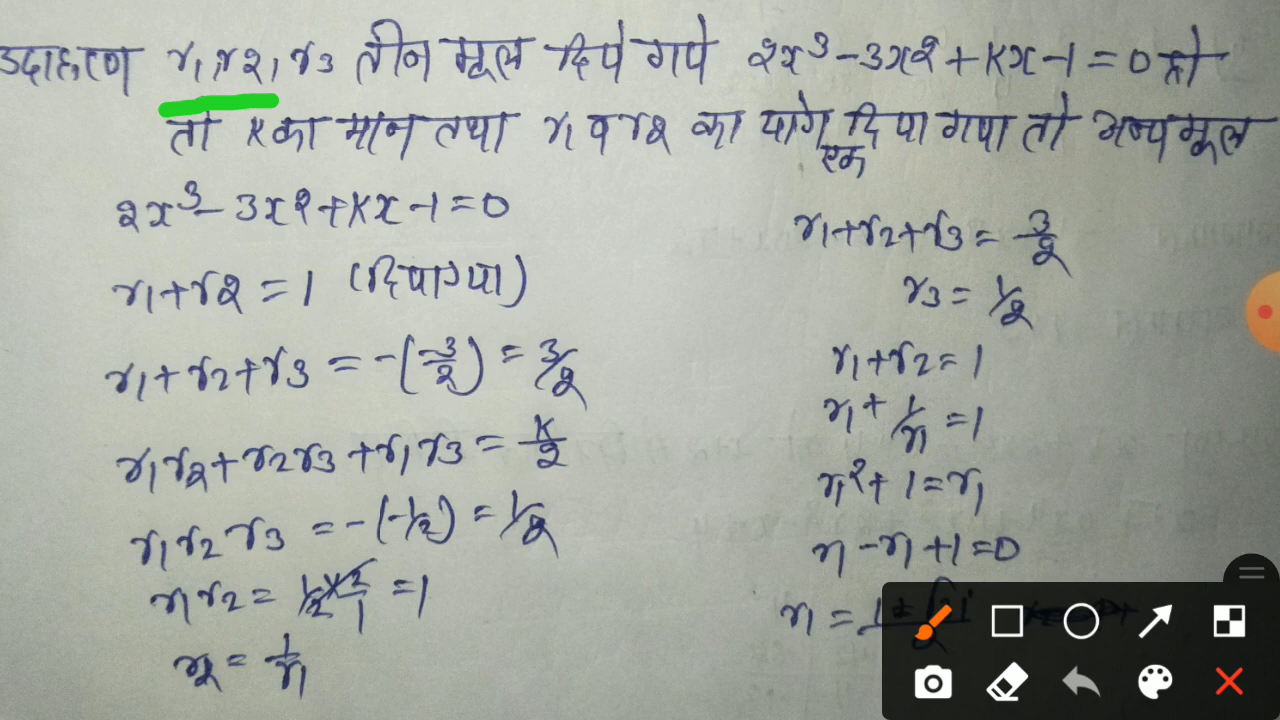 उदाहरण r1, r2, r3 तीन मूल दिये गये 2x³-3x²+kx-1=0 हो
तो k का मान तथा r1 व r2 का योग एक दिया गया तो अन्य मूल
2x³-3x²+kx-1=0
r1+r2=1 (दिया गया)
r1+r2+r3=-(-3/2)=3/2
r1r2+r2r3+r1r3=k/2
r1r2r3=-(-1/2)=1/2
r1r2=1/2×2/1=1
r2=1/r1
r1+r2+r3=3/2
r3=1/2
r1+r2=1
r1+1/r1=1
r1²+1=r1
r1-r1+1=0
r1=